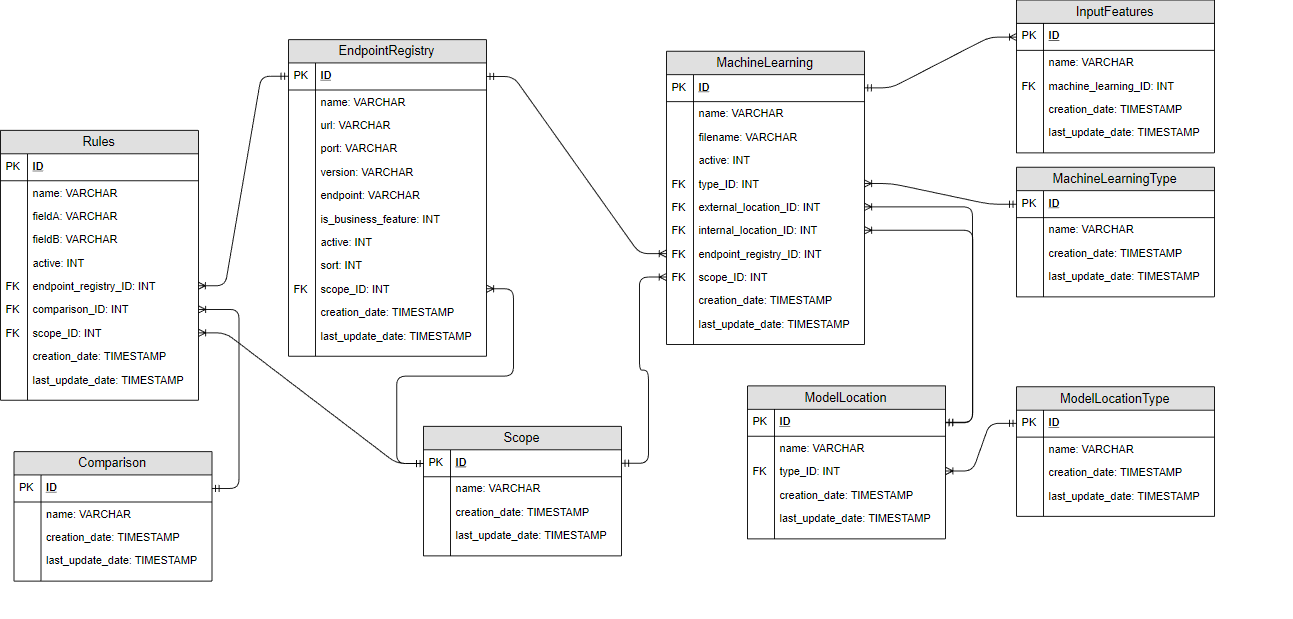 EndpointRegistry
PK ID
name: VARCHAR
url: VARCHAR
port: VARCHAR
version: VARCHAR
endpoint: VARCHAR
is_business_feature: INT
active: INT
sort: INT
FK scope_ID: INT
creation_date: TIMESTAMP
last_update_date: TIMESTAMP
Rules
PK ID
name: VARCHAR
fieldA: VARCHAR
fieldB: VARCHAR
active: INT
FK endpoint_registry_ID: INT
FK comparison_ID: INT
FK scope_ID: INT
creation_date: TIMESTAMP
last_update_date: TIMESTAMP
Comparison
PK ID
name: VARCHAR
creation_date: TIMESTAMP
last_update_date: TIMESTAMP
Scope
PK ID
name: VARCHAR
creation_date: TIMESTAMP
last_update_date: TIMESTAMP
MachineLearning
PK ID
name: VARCHAR
filename: VARCHAR
active: INT
FK type_ID: INT
FK external_location_ID: INT
FK internal_location_ID: INT
FK endpoint_registry_ID: INT
FK scope_ID: INT
creation_date: TIMESTAMP
last_update_date: TIMESTAMP
InputFeatures
PK ID
name: VARCHAR
FK machine_learning_ID: INT
creation_date: TIMESTAMP
last_update_date: TIMESTAMP
MachineLearningType
PK ID
name: VARCHAR
creation_date: TIMESTAMP
last_update_date: TIMESTAMP
ModelLocation
PK ID
name: VARCHAR
FK type_ID: INT
creation_date: TIMESTAMP
last_update_date: TIMESTAMP
ModelLocationType
PK ID
name: VARCHAR
creation_date: TIMESTAMP
last_update_date: TIMESTAMP